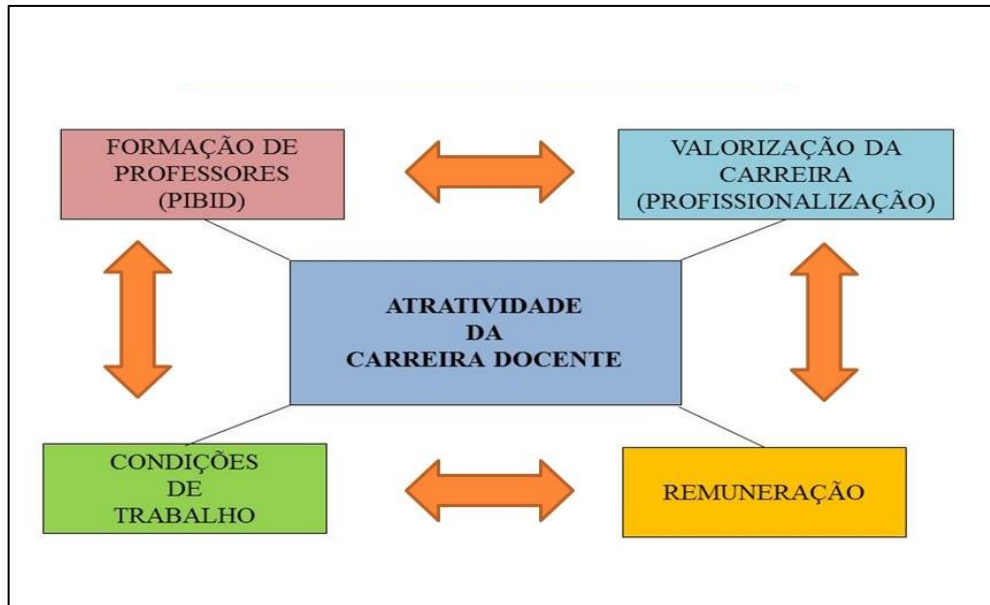 FORMAÇÃO DE
PROFESSORES
(PIBID)
VALORIZAÇÃO DA
CARREIRA
(PROFISSIONALIZAÇÃO)
ATRATIVIDADE
DA
CARREIRA DOCENTE
CONDIÇÕES
DE
TRABALHO
REMUNERAÇÃO